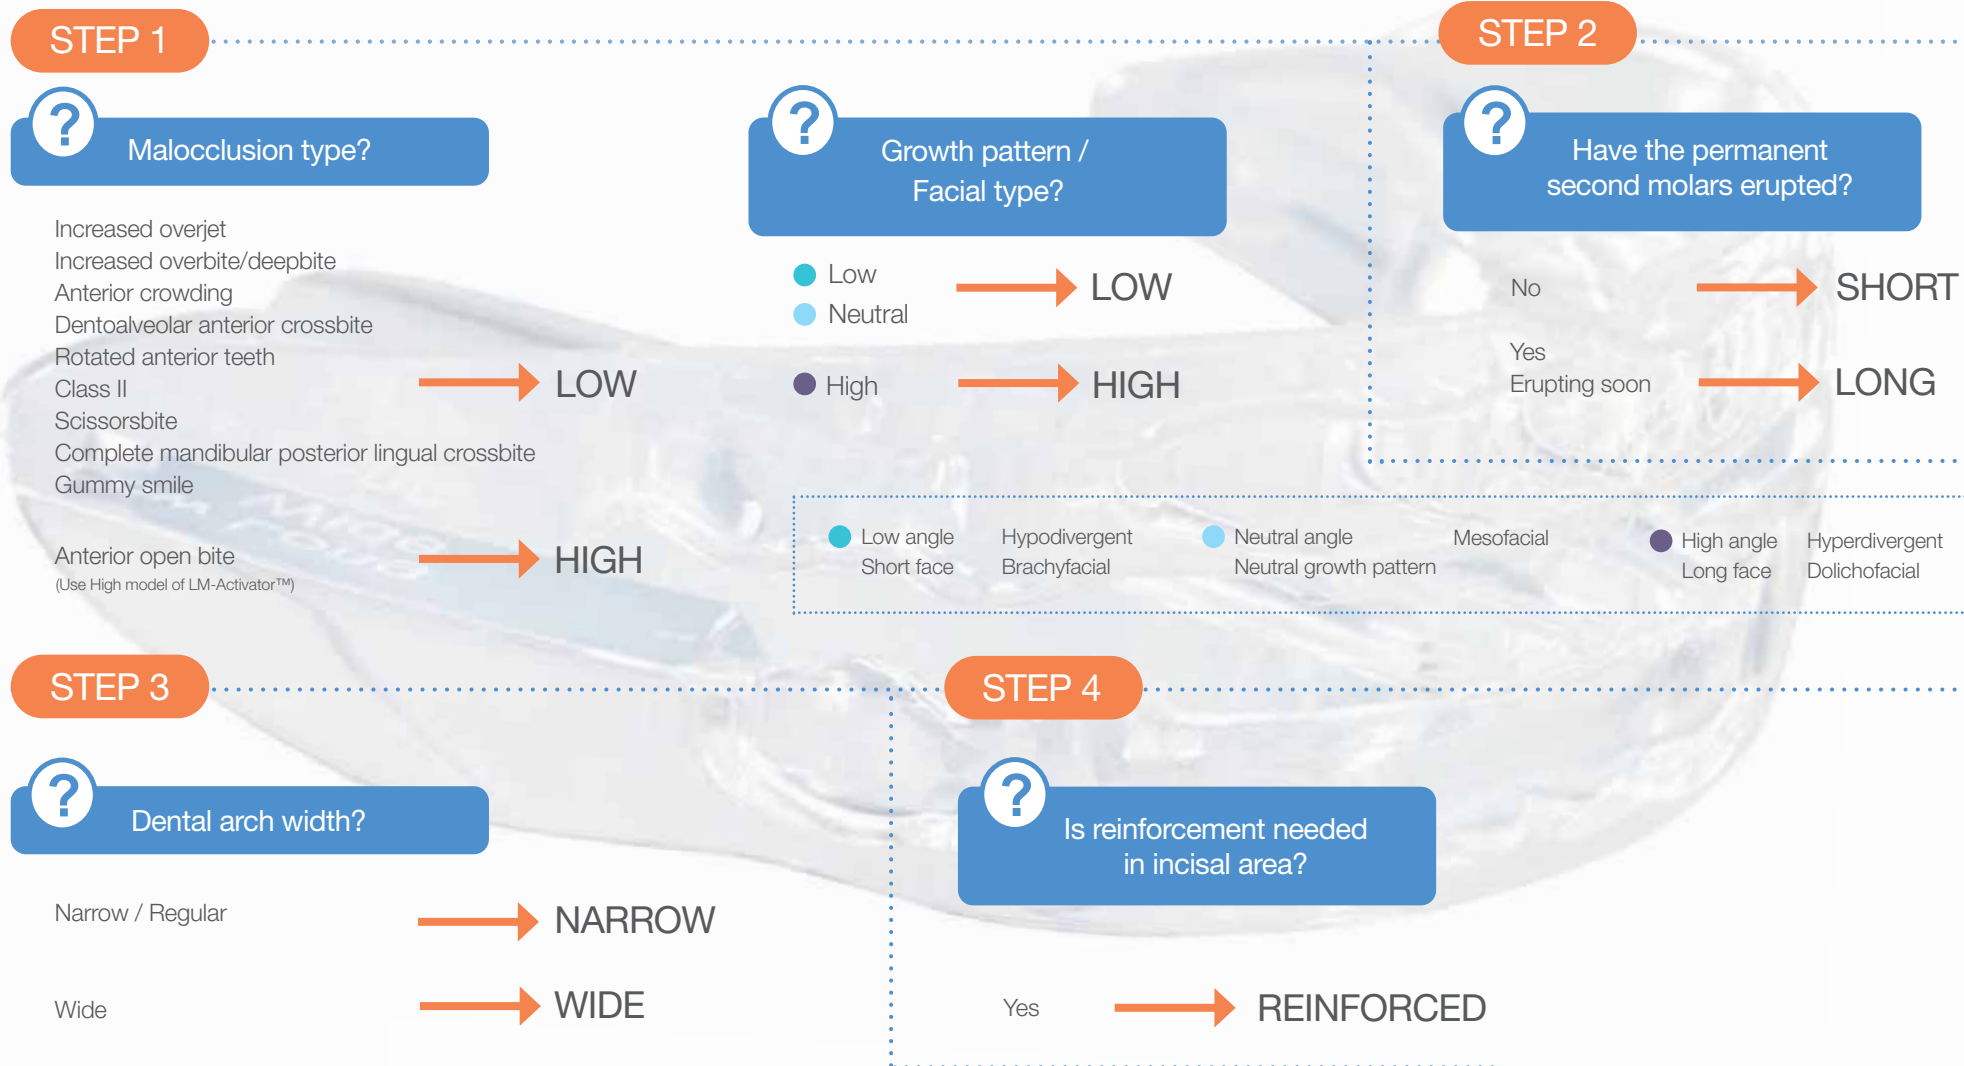 STEP 1
?
Malocclusion type?
Increased overjet
Increased overbite/deepbite
Anterior crowding
Dentoalveolar anterior crossbite
Rotated anterior teeth
Class II
Scissorsbite
Complete mandibular posterior lingual crossbite
Gummy smile
LOW
Anterior open bite
(Use High model of LM-Activator™)
HIGH
?
Growth pattern /
Facial type?
Low
Neutral
LOW
High
HIGH
STEP 2
?
Have the permanent
second molars erupted?
No
SHORT
Yes
Erupting soon
LONG
Low angle
Short face
Hypodivergent
Brachyfacial
Neutral angle
Neutral growth pattern
Mesofacial
High angle
Long face
Hyperdivergent
Dolichofacial
STEP 3
?
Dental arch width?
Narrow / Regular
NARROW
Wide
WIDE
STEP 4
?
Is reinforcement needed
in incisal area?
Yes
REINFORCED